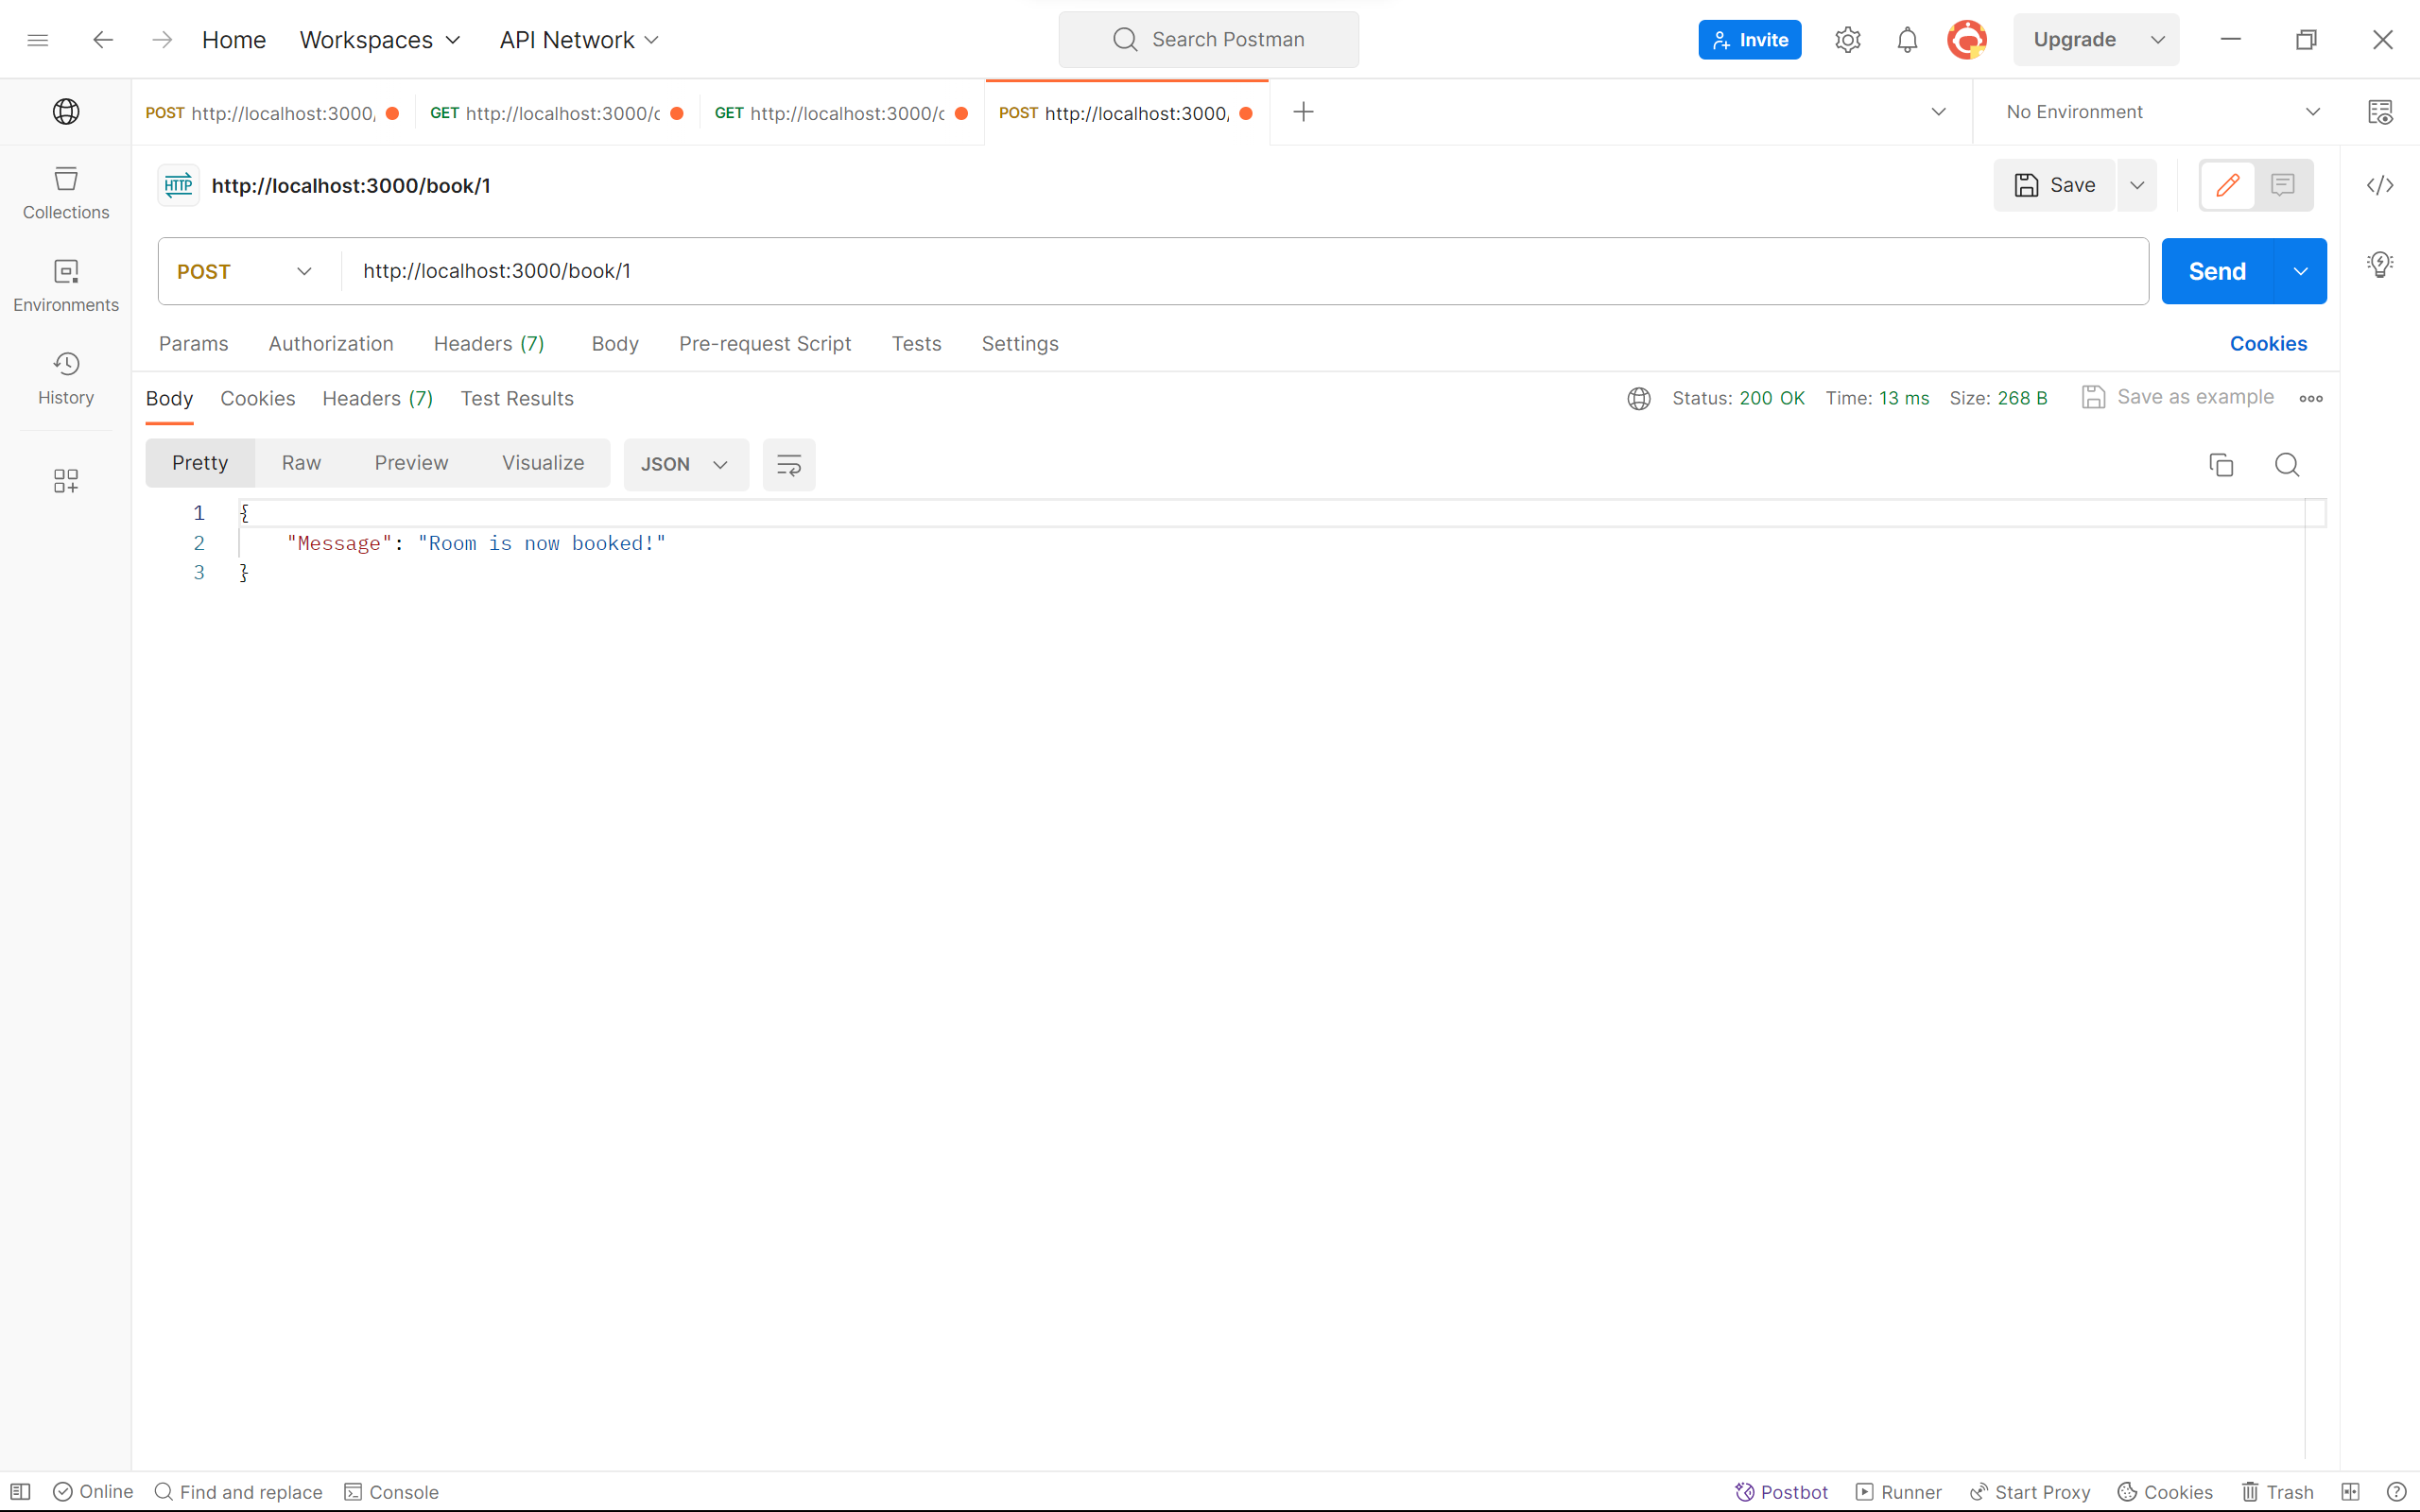 Home Workspaces API Network Search Postman Invite Upgrade
POST http://localhost:3000/ GET http://localhost:3000/c GET http://localhost:3000/c POST http://localhost:3000/ No Environment
HTTP http://localhost:3000/book/1 Save
Collections
POST http://localhost:3000/book/1 Send
Environments
Params Authorization Headers (7) Body Pre-request Script Tests Settings Cookies
History
Body Cookies Headers (7) Test Results Status: 200 OK Time: 13 ms Size: 268 B Save as example
Pretty Raw Preview Visualize JSON
1 {
2 "Message": "Room is now booked!"
3 }
Online Find and replace Console Postbot Runner Start Proxy Cookies Trash